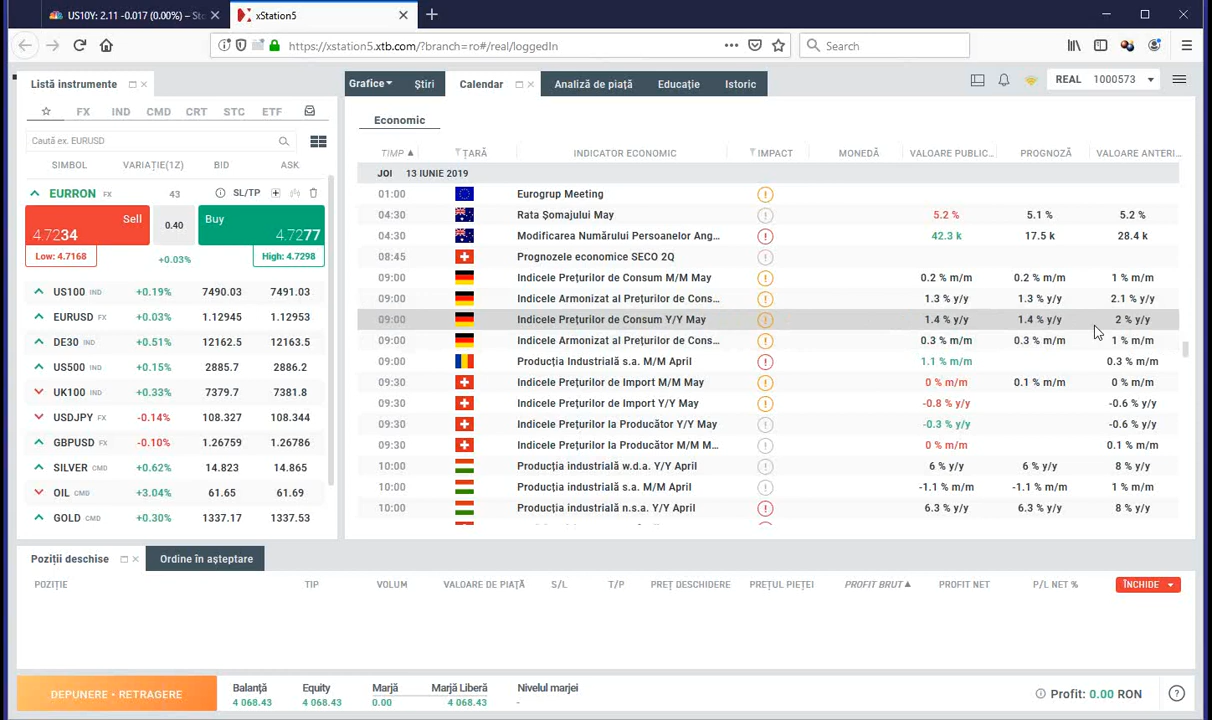 US10Y: 2.11 -0.017 (0.00%) – Sto
xStation5
https://xstation5.xtb.com/?branch=ro#/real/loggedIn
Search
Listă instrumente
Grafice
Știri
Calendar
Analiză de piață
Educație
Istoric
REAL 1000573
FX IND CMD CRT STC ETF
Economic
Caută ex. EURUSD
SIMBOL VARIAȚIE(1Z) BID ASK
TIMP ȚARĂ INDICATOR ECONOMIC IMPACT MONEDĂ VALOARE PUBLIC... PROGNOZĂ VALOARE ANTERI...
JOI 13 IUNIE 2019
EURRON FX 43 SL/TP
Sell 4.7234 0.40 Buy 4.7277
Low: 4.7168 +0.03% High: 4.7298
US100 IND +0.19% 7490.03 7491.03
EURUSD FX +0.03% 1.12945 1.12953
DE30 IND +0.51% 12162.5 12163.5
US500 IND +0.15% 2885.7 2886.2
UK100 IND +0.33% 7379.7 7381.8
USDJPY FX -0.14% 108.327 108.344
GBPUSD FX -0.10% 1.26759 1.26786
SILVER CMD +0.62% 14.823 14.865
OIL CMD +3.04% 61.65 61.69
GOLD CMD +0.30% 1337.17 1337.53
01:00 Eurogrup Meeting
04:30 Rata Șomajului May 5.2 % 5.1 % 5.2 %
04:30 Modificarea Numărului Persoanelor Ang... 42.3 k 17.5 k 28.4 k
08:45 Prognozele economice SECO 2Q
09:00 Indicele Prețurilor de Consum M/M May 0.2 % m/m 0.2 % m/m 1 % m/m
09:00 Indicele Armonizat al Prețurilor de Cons... 1.3 % y/y 1.3 % y/y 2.1 % y/y
09:00 Indicele Prețurilor de Consum Y/Y May 1.4 % y/y 1.4 % y/y 2 % y/y
09:00 Indicele Armonizat al Prețurilor de Cons... 0.3 % m/m 0.3 % m/m 1 % m/m
09:00 Producția Industrială s.a. M/M April 1.1 % m/m 0.3 % m/m
09:30 Indicele Prețurilor de Import M/M May 0 % m/m 0.1 % m/m 0 % m/m
09:30 Indicele Prețurilor de Import Y/Y May -0.8 % y/y -0.6 % y/y
09:30 Indicele Prețurilor la Producător Y/Y May -0.3 % y/y -0.6 % y/y
09:30 Indicele Prețurilor la Producător M/M M... 0 % m/m 0.1 % m/m
10:00 Producția industrială w.d.a. Y/Y April 6 % y/y 6 % y/y 8 % y/y
10:00 Producția industrială s.a. M/M April -1.1 % m/m -1.1 % m/m 1 % m/m
10:00 Producția industrială n.s.a. Y/Y April 6.3 % y/y 6.3 % y/y 8 % y/y
Poziții deschise
Ordine în așteptare
POZIȚIE TIP VOLUM VALOARE DE PIAȚĂ S/L T/P PREȚ DESCHIDERE PREȚUL PIEȚEI PROFIT BRUT PROFIT NET P/L NET % ÎNCHIDE
DEPUNERE • RETRAGERE
Balanță Equity Marjă Marjă Liberă Nivelul marjei
4 068.43 4 068.43 0.00 4 068.43 -
Profit: 0.00 RON